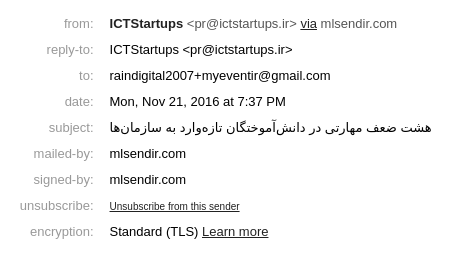 from: ICTStartups <pr@ictstartups.ir> via mlsendir.com
reply-to: ICTStartups <pr@ictstartups.ir>
to: raindigital2007+myeventir@gmail.com
date: Mon, Nov 21, 2016 at 7:37 PM
subject: هشت ضعف مهارتی در دانش‌آموختگان تازه‌وارد به سازمان‌ها
mailed-by: mlsendir.com
signed-by: mlsendir.com
unsubscribe: Unsubscribe from this sender
encryption: Standard (TLS) Learn more